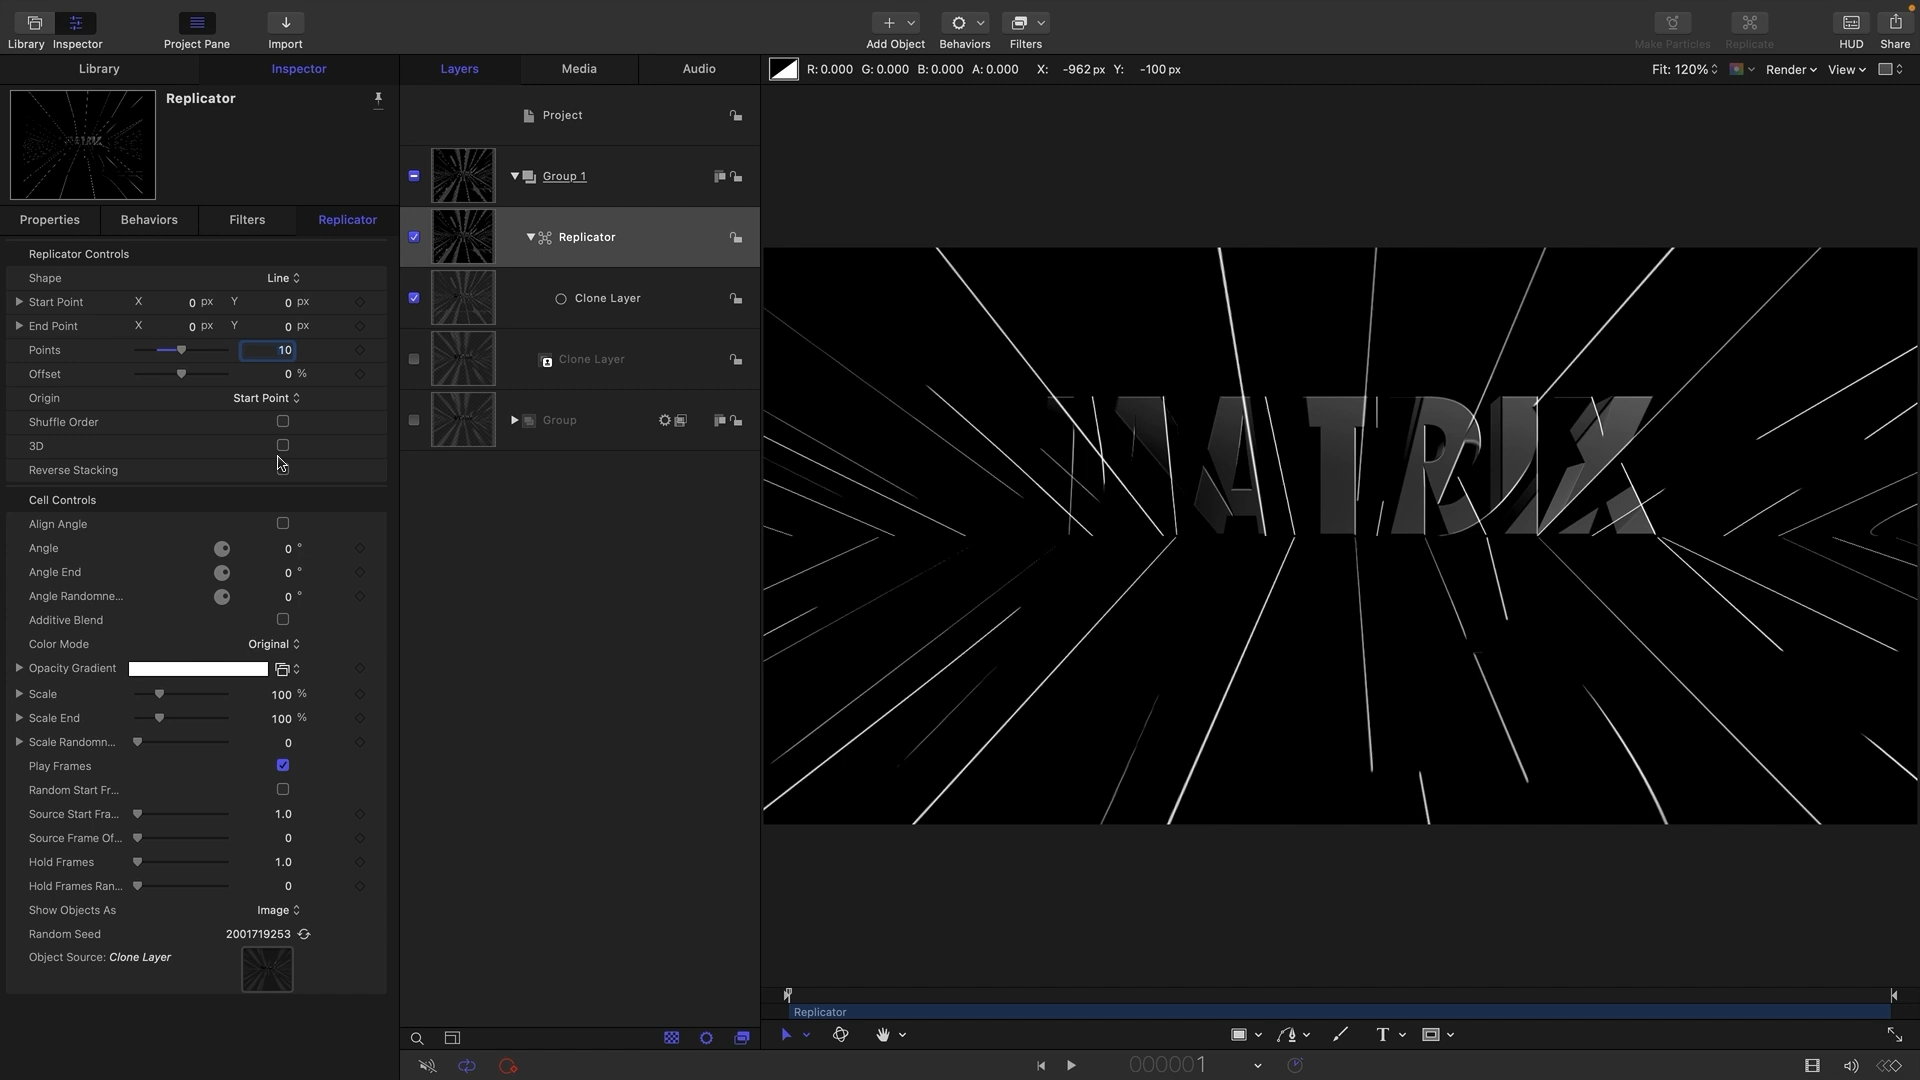 Library Inspector Project Pane Import Add Object Behaviors Filters Make Particles Replicate HUD Share
Library Inspector Layers Media Audio R: 0.000 G: 0.000 B: 0.000 A: 0.000 X: -962 px Y: -100 px Fit: 120% Render View
Replicator
Properties Behaviors Filters Replicator
Replicator Controls
Shape Line
Start Point X 0 px Y 0 px
End Point X 0 px Y 0 px
Points 10
Offset 0 %
Origin Start Point
Shuffle Order
3D
Reverse Stacking
Cell Controls
Align Angle
Angle 0 °
Angle End 0 °
Angle Randomne... 0 °
Additive Blend
Color Mode Original
Opacity Gradient
Scale 100 %
Scale End 100 %
Scale Randomn... 0
Play Frames
Random Start Fr...
Source Start Fra... 1.0
Source Frame Of... 0
Hold Frames 1.0
Hold Frames Ran... 0
Show Objects As Image
Random Seed 2001719253
Object Source: Clone Layer
Project
Group 1
Replicator
Clone Layer
Clone Layer
Group
MATRIX
Replicator
T
0000001